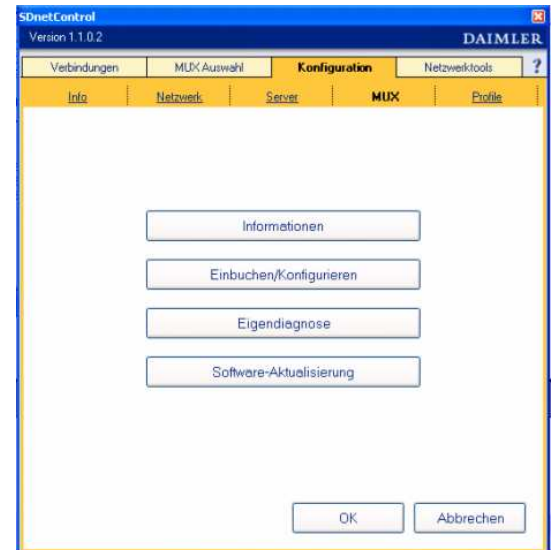 SDnetControl
Version 1.1.0.2 DAIMLER
Verbindungen MUX Auswahl Konfiguration Netzwerktools ?
Info Netzwerk Server MUX Profile
Informationen
Einbuchen/Konfigurieren
Eigendiagnose
Software-Aktualisierung
OK Abbrechen